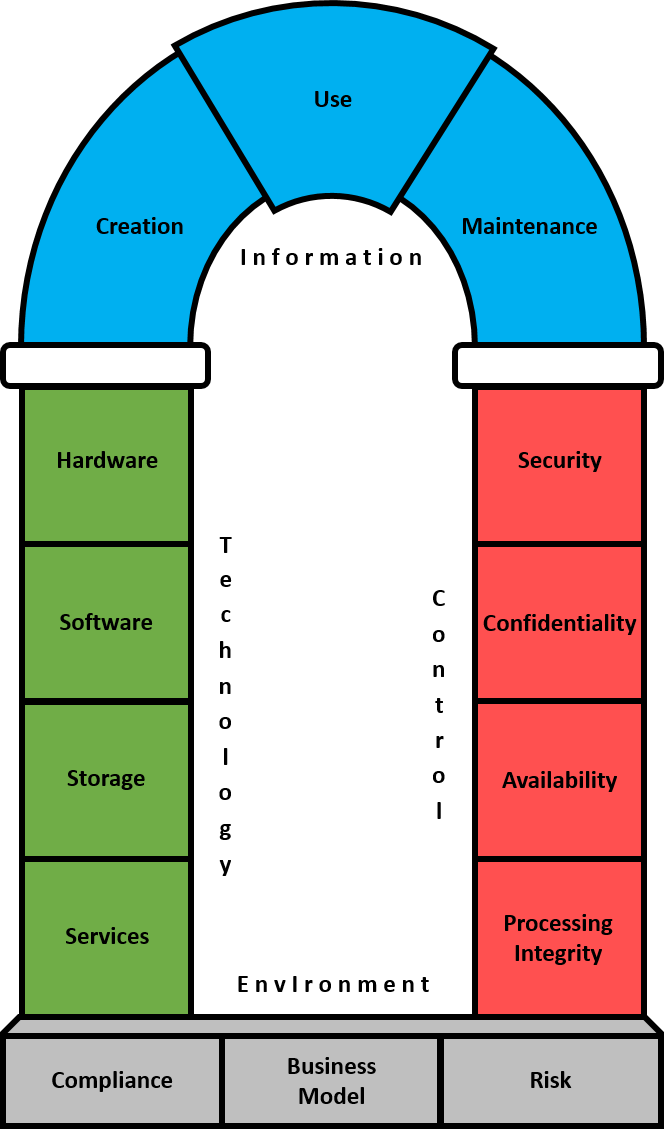 Use
Creation
Maintenance
Information
Hardware
Software
Storage
Services
Technology
Control
Security
Confidentiality
Availability
Processing
Integrity
EnvIronment
Compliance
Business
Model
Risk